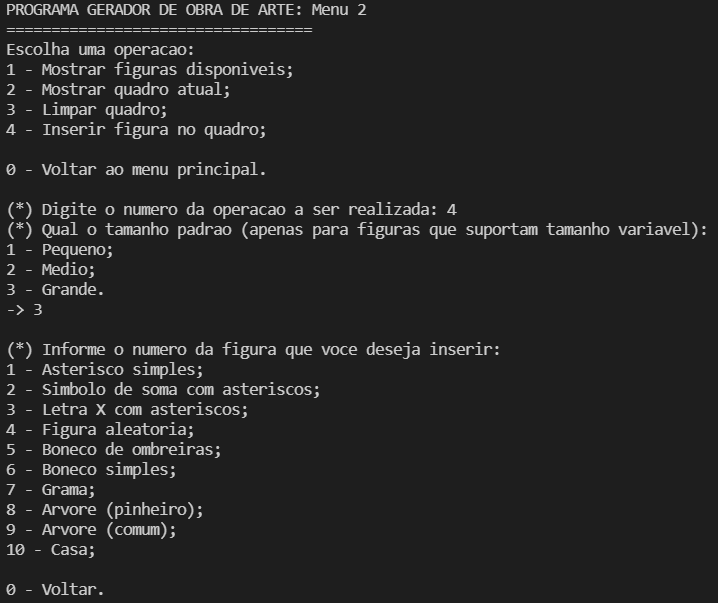 PROGRAMA GERADOR DE OBRA DE ARTE: Menu 2
==================================
Escolha uma operacao:
1 - Mostrar figuras disponiveis;
2 - Mostrar quadro atual;
3 - Limpar quadro;
4 - Inserir figura no quadro;
0 - Voltar ao menu principal.
(*) Digite o numero da operacao a ser realizada: 4
(*) Qual o tamanho padrao (apenas para figuras que suportam tamanho variavel):
1 - Pequeno;
2 - Medio;
3 - Grande.
-> 3
(*) Informe o numero da figura que voce deseja inserir:
1 - Asterisco simples;
2 - Simbolo de soma com asteriscos;
3 - Letra X com asteriscos;
4 - Figura aleatoria;
5 - Boneco de ombreiras;
6 - Boneco simples;
7 - Grama;
8 - Arvore (pinheiro);
9 - Arvore (comum);
10 - Casa;
0 - Voltar.